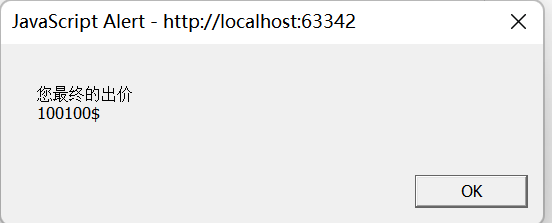 JavaScript Alert - http://localhost:63342
您最终的出价
100100$
OK